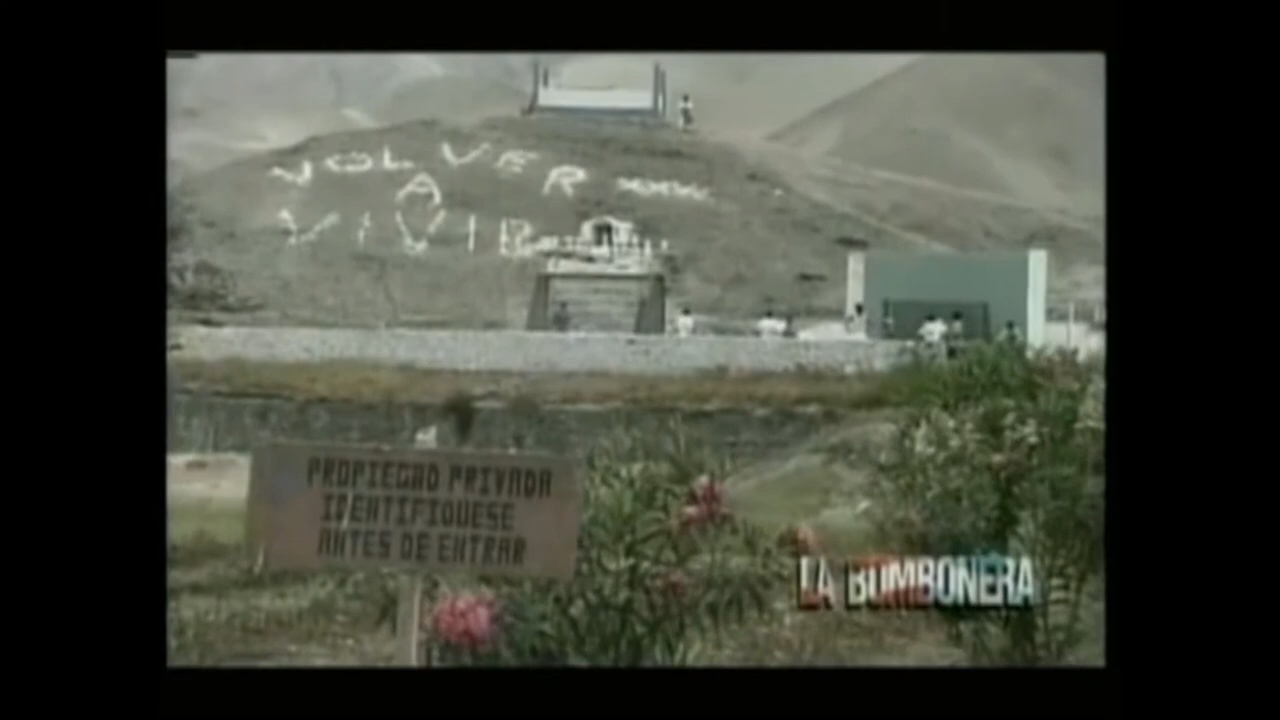 VOLVER
A
VIVIR
PROPIEDAD PRIVADA
IDENTIFIQUESE
ANTES DE ENTRAR
LA BOMBONERA